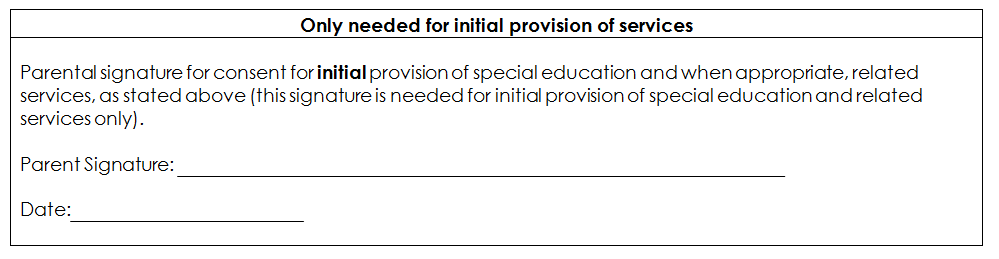 Only needed for initial provision of services
Parental signature for consent for initial provision of special education and when appropriate, related
services, as stated above (this signature is needed for initial provision of special education and related
services only).
Parent Signature:
Date: